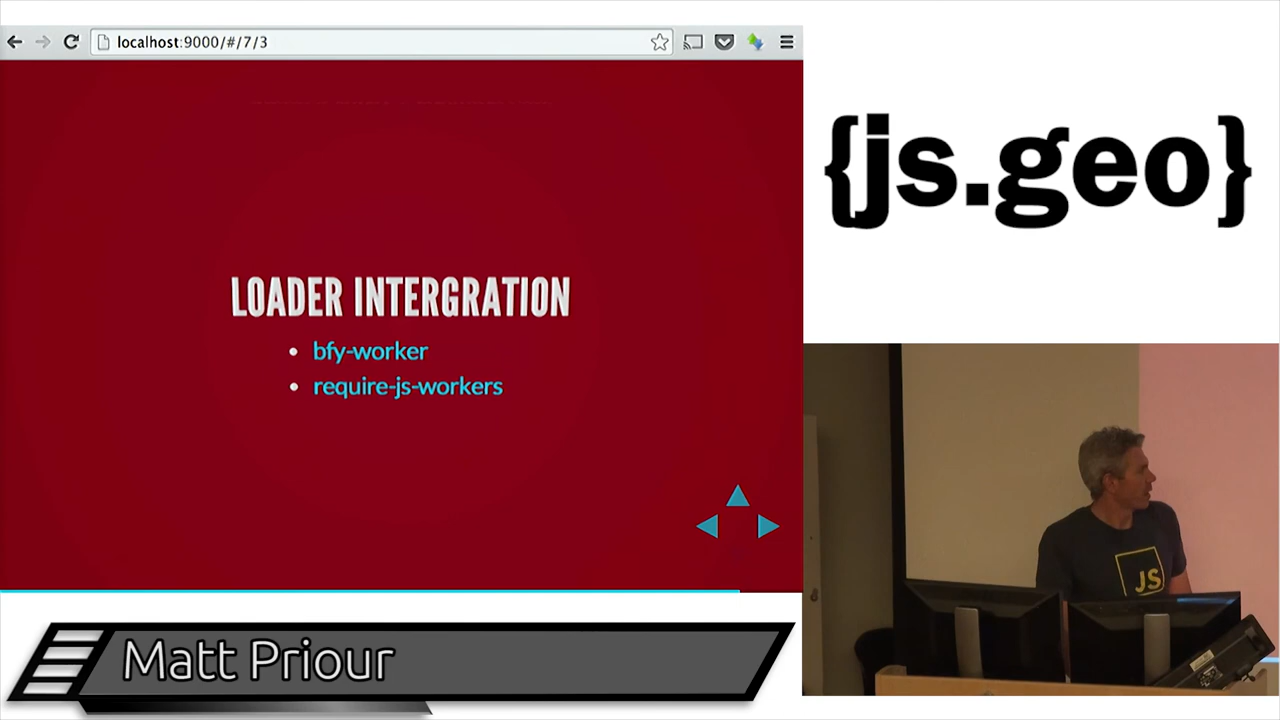 localhost:9000/#/7/3
{js.geo}
LOADER INTERGRATION
bfy-worker
require-js-workers
JS
Matt Priour